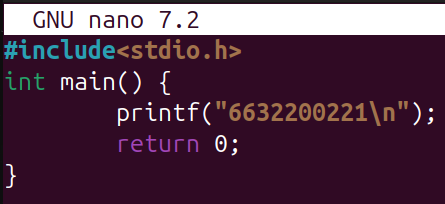 GNU nano 7.2
#include<stdio.h>
int main() {
        printf("6632200221\n");
        return 0;
}